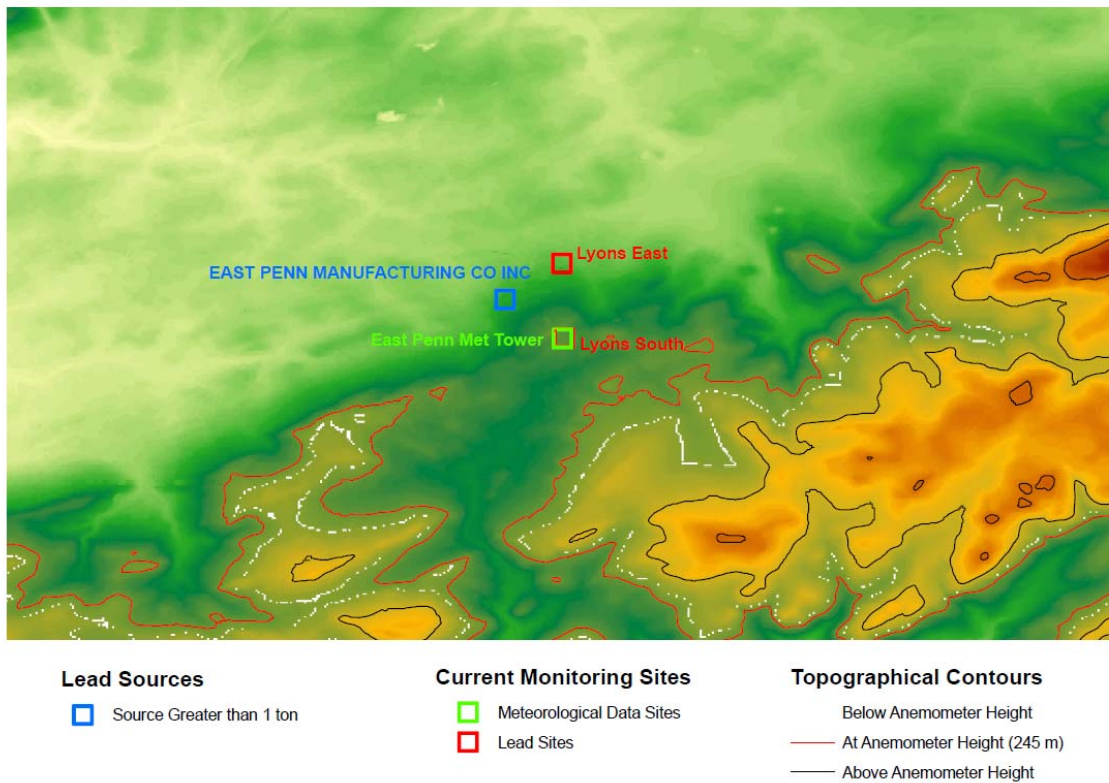 Lyons East
EAST PENN MANUFACTURING CO INC
East Penn Met Tower
Lyons South
Lead Sources
Source Greater than 1 ton
Current Monitoring Sites
Meteorological Data Sites
Lead Sites
Topographical Contours
Below Anemometer Height
At Anemometer Height (245 m)
Above Anemometer Height